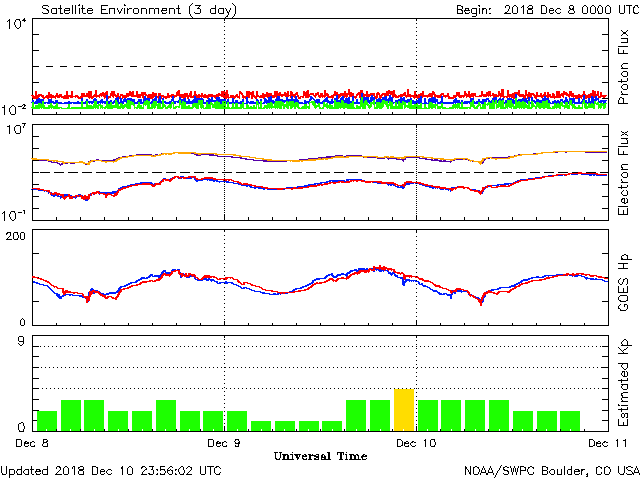 Satellite Environment (3 day)
Begin: 2018 Dec 8 0000 UTC
10⁴
10⁻²
Proton Flux
10⁷
10⁻¹
Electron Flux
200
0
GOES Hp
9
0
Estimated Kp
Dec 8
Dec 9
Dec 10
Dec 11
Universal Time
Updated 2018 Dec 10 23:56:02 UTC
NOAA/SWPC Boulder, CO USA